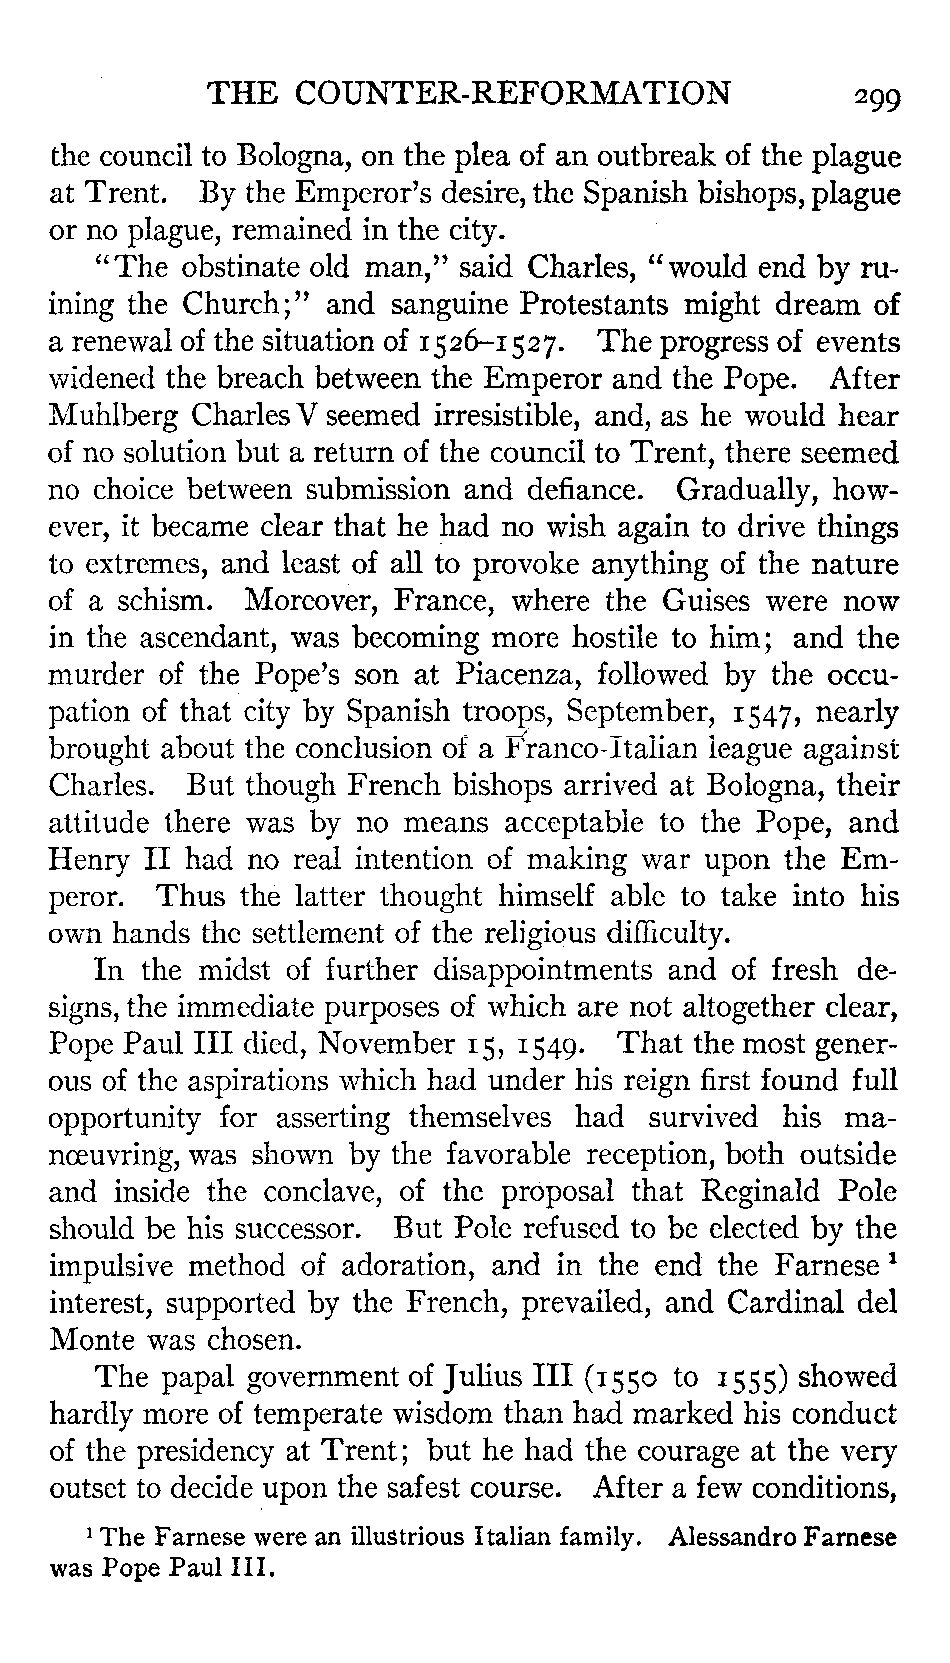 THE COUNTER-REFORMATION 299
the council to Bologna, on the plea of an outbreak of the plague
at Trent. By the Emperor's desire, the Spanish bishops, plague
or no plague, remained in the city.
"The obstinate old man," said Charles, "would end by ru-
ining the Church;" and sanguine Protestants might dream of
a renewal of the situation of 1526–1527. The progress of events
widened the breach between the Emperor and the Pope. After
Muhlberg Charles V seemed irresistible, and, as he would hear
of no solution but a return of the council to Trent, there seemed
no choice between submission and defiance. Gradually, how-
ever, it became clear that he had no wish again to drive things
to extremes, and least of all to provoke anything of the nature
of a schism. Moreover, France, where the Guises were now
in the ascendant, was becoming more hostile to him; and the
murder of the Pope's son at Piacenza, followed by the occu-
pation of that city by Spanish troops, September, 1547, nearly
brought about the conclusion of a Franco-Italian league against
Charles. But though French bishops arrived at Bologna, their
attitude there was by no means acceptable to the Pope, and
Henry II had no real intention of making war upon the Em-
peror. Thus the latter thought himself able to take into his
own hands the settlement of the religious difficulty.
In the midst of further disappointments and of fresh de-
signs, the immediate purposes of which are not altogether clear,
Pope Paul III died, November 15, 1549. That the most gener-
ous of the aspirations which had under his reign first found full
opportunity for asserting themselves had survived his ma-
nœuvring, was shown by the favorable reception, both outside
and inside the conclave, of the proposal that Reginald Pole
should be his successor. But Pole refused to be elected by the
impulsive method of adoration, and in the end the Farnese ¹
interest, supported by the French, prevailed, and Cardinal del
Monte was chosen.
The papal government of Julius III (1550 to 1555) showed
hardly more of temperate wisdom than had marked his conduct
of the presidency at Trent; but he had the courage at the very
outset to decide upon the safest course. After a few conditions,
¹ The Farnese were an illustrious Italian family. Alessandro Farnese
was Pope Paul III.